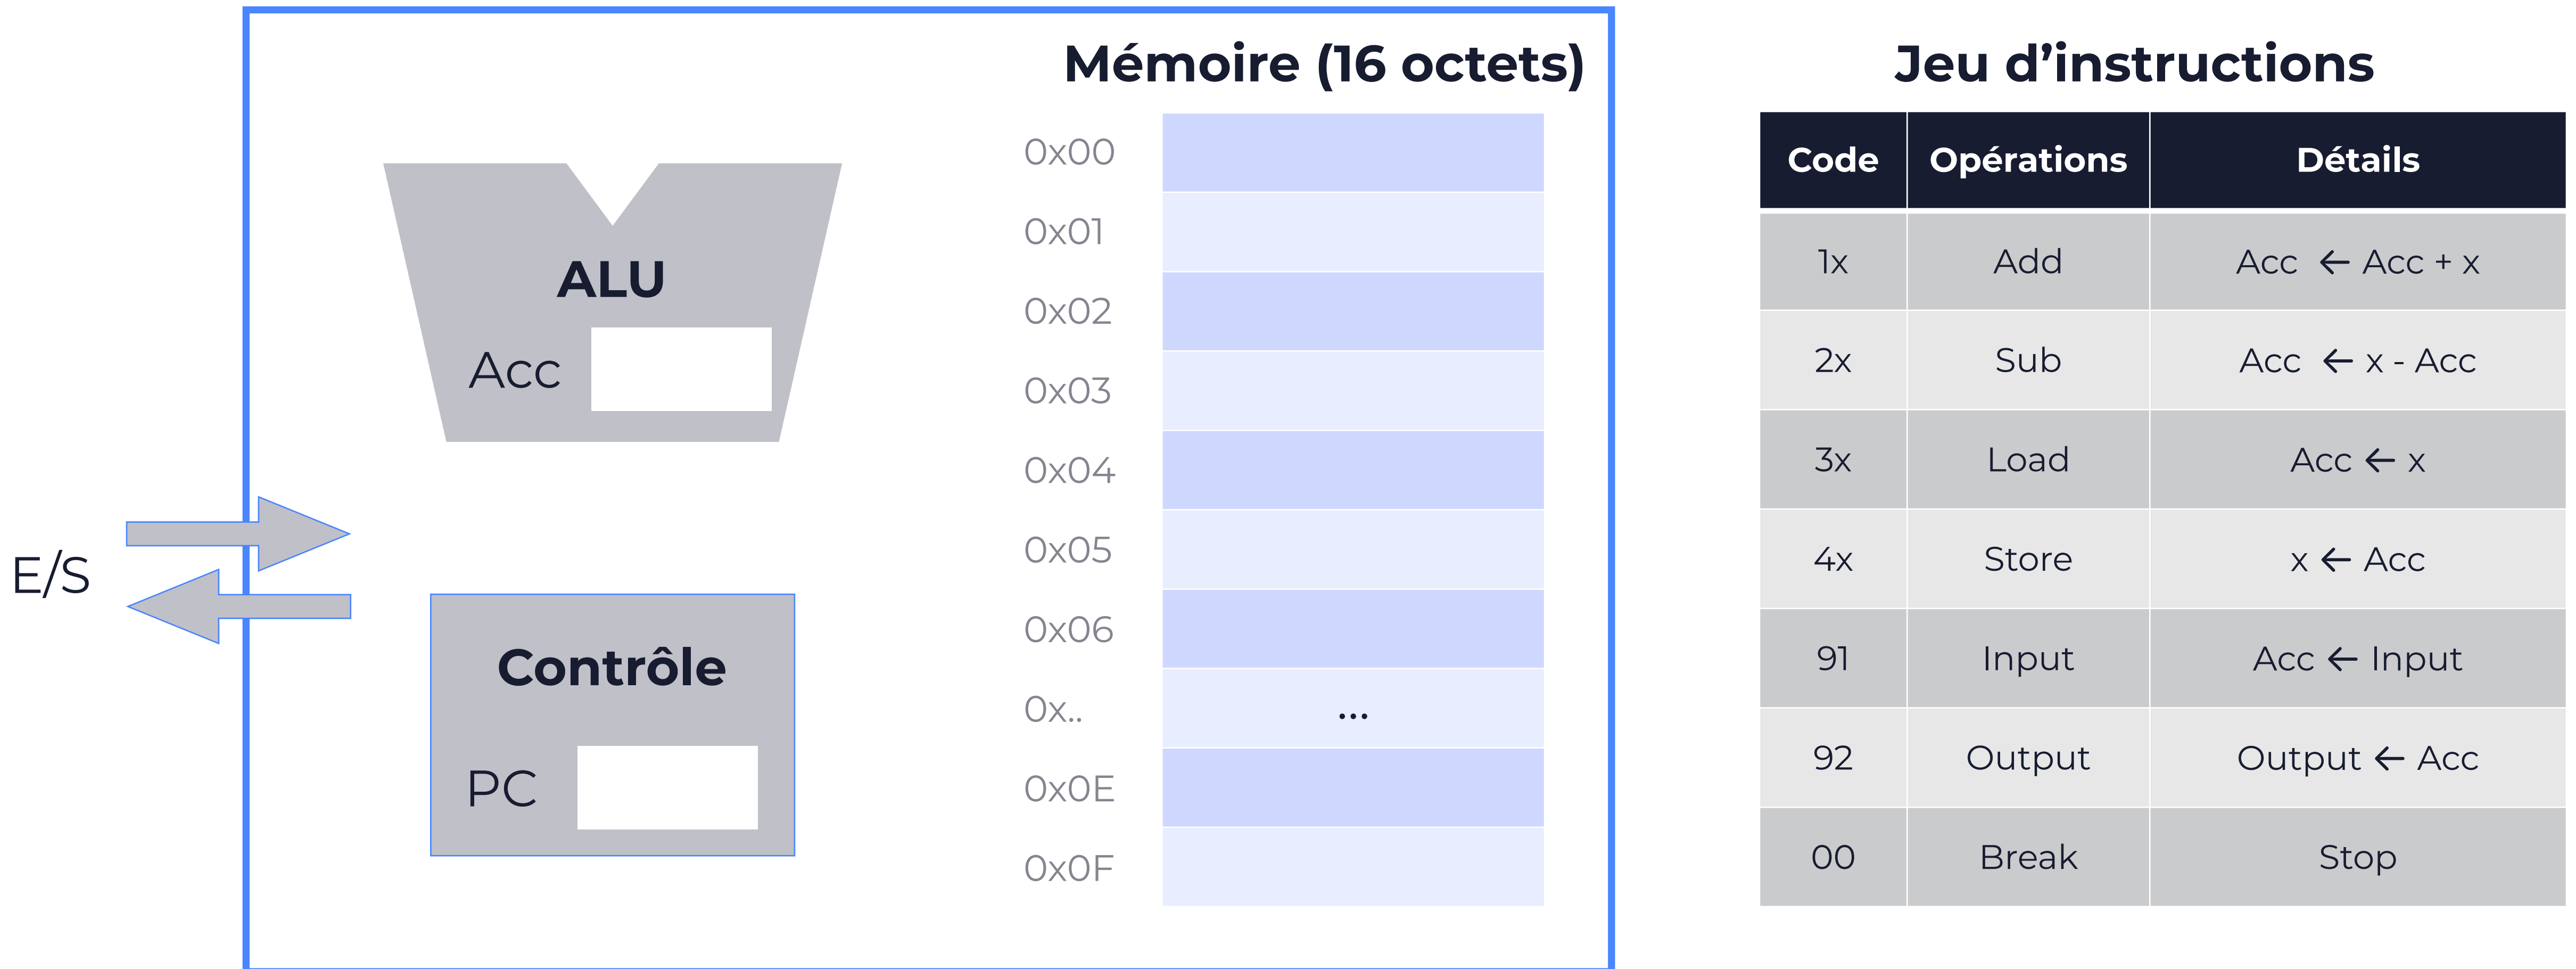 Mémoire (16 octets)
0x00
0x01
0x02
0x03
0x04
0x05
0x06
0x.. ...
0x0E
0x0F
ALU
Acc
E/S
Contrôle
PC
Jeu d’instructions
Code Opérations Détails
1x Add Acc ← Acc + x
2x Sub Acc ← x - Acc
3x Load Acc ← x
4x Store x ← Acc
91 Input Acc ← Input
92 Output Output ← Acc
00 Break Stop